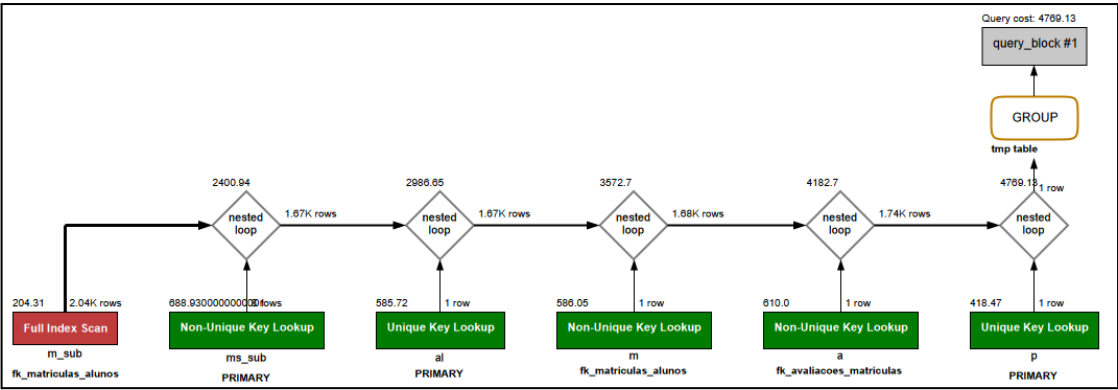 Query cost: 4769.13
query_block #1
GROUP
tmp table
2400.94
2986.65
3572.7
4182.7
4769.13
1 row
nested
loop
1.67K rows
nested
loop
1.67K rows
nested
loop
1.68K rows
nested
loop
1.74K rows
nested
loop
204.31
2.04K rows
688.930000000000
rows
585.72
1 row
586.05
1 row
610.0
1 row
418.47
1 row
Full Index Scan
Non-Unique Key Lookup
Unique Key Lookup
Non-Unique Key Lookup
Non-Unique Key Lookup
Unique Key Lookup
m_sub
ms_sub
al
m
a
p
fk_matriculas_alunos
PRIMARY
PRIMARY
fk_matriculas_alunos
fk_avaliacoes_matriculas
PRIMARY